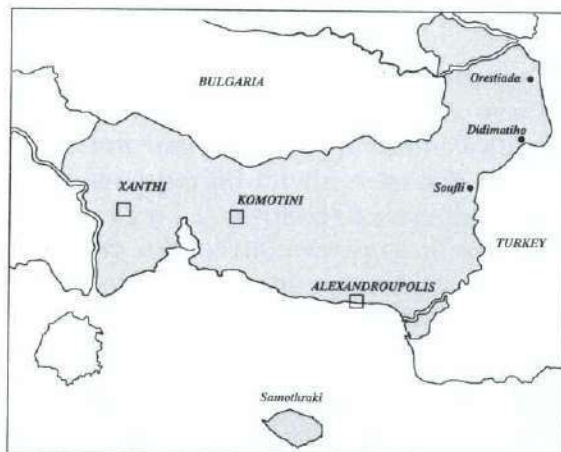 BULGARIA
Orestiada
Didimatiho
XANTHI
KOMOTINI
Soufli
TURKEY
ALEXANDROUPOLIS
Samothraki